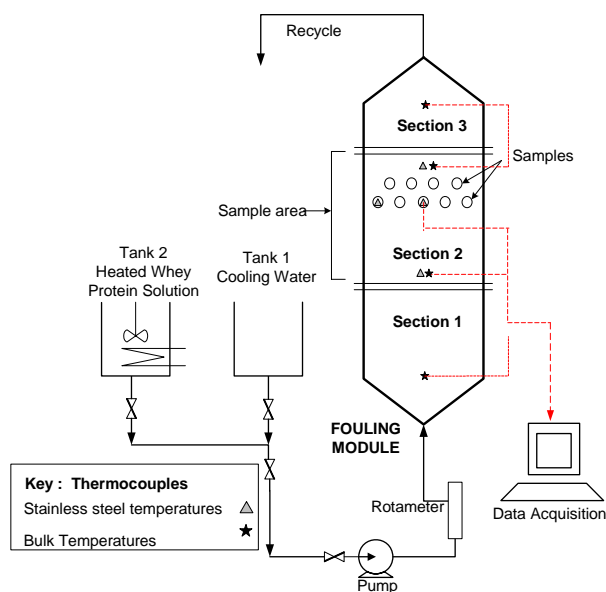 Recycle
Section 3
Samples
Sample area
Tank 2
Heated Whey
Protein Solution
Tank 1
Cooling Water
Section 2
Section 1
FOULING
MODULE
Key : Thermocouples
Stainless steel temperatures
Bulk Temperatures
Rotameter
Data Acquisition
Pump